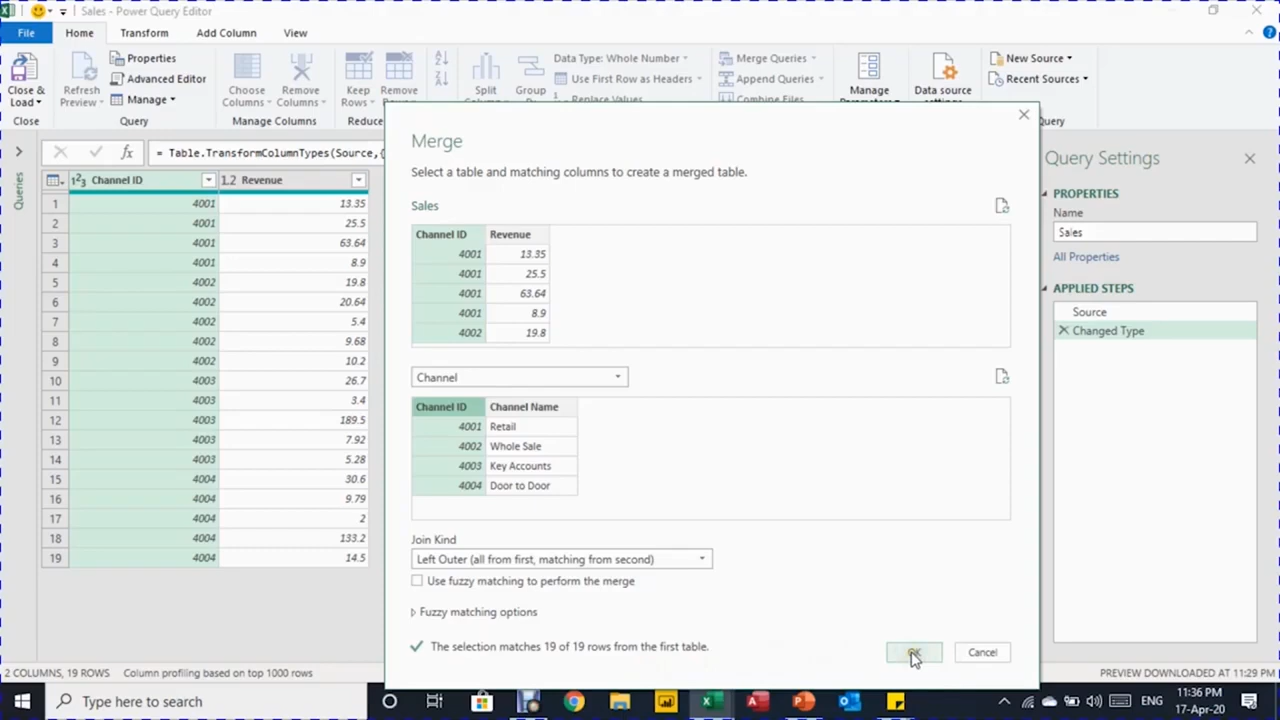 Sales - Power Query Editor
File
Home
Transform
Add Column
View
Close &
Load
Close
Refresh
Preview
Properties
Advanced Editor
Manage
Query
Choose
Columns
Remove
Columns
Manage Columns
Keep
Rows
Remove
Reduce
Split
Group
Data Type: Whole Number
Use First Row as Headers
Replace Values
Merge Queries
Append Queries
Combine Files
Manage
Data source
New Source
Recent Sources
Query
fx
= Table.TransformColumnTypes(Source,{
Queries
Channel ID
1.2 Revenue
1 4001 13.35
2 4001 25.5
3 4001 63.64
4 4001 8.9
5 4002 19.8
6 4002 20.64
7 4002 5.4
8 4002 9.68
9 4002 10.2
10 4003 26.7
11 4003 3.4
12 4003 189.5
13 4003 7.92
14 4003 5.28
15 4004 30.6
16 4004 9.79
17 4004 2
18 4004 133.2
19 4004 14.5
Merge
Select a table and matching columns to create a merged table.
Sales
Channel ID Revenue
4001 13.35
4001 25.5
4001 63.64
4001 8.9
4002 19.8
Channel
Channel ID Channel Name
4001 Retail
4002 Whole Sale
4003 Key Accounts
4004 Door to Door
Join Kind
Left Outer (all from first, matching from second)
Use fuzzy matching to perform the merge
Fuzzy matching options
The selection matches 19 of 19 rows from the first table.
Cancel
Query Settings
PROPERTIES
Name
Sales
All Properties
APPLIED STEPS
Source
Changed Type
2 COLUMNS, 19 ROWS
Column profiling based on top 1000 rows
PREVIEW DOWNLOADED AT 11:29 PM
Type here to search
ENG
11:36 PM
17-Apr-20